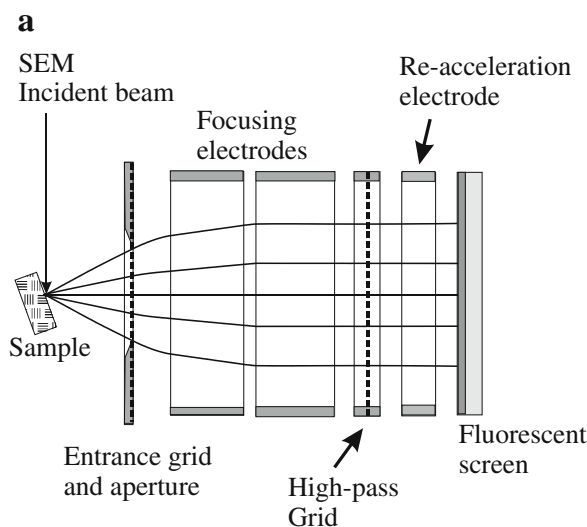 a
SEM
Incident beam
Re-acceleration
electrode
Focusing
electrodes
Sample
Entrance grid
and aperture
High-pass
Grid
Fluorescent
screen